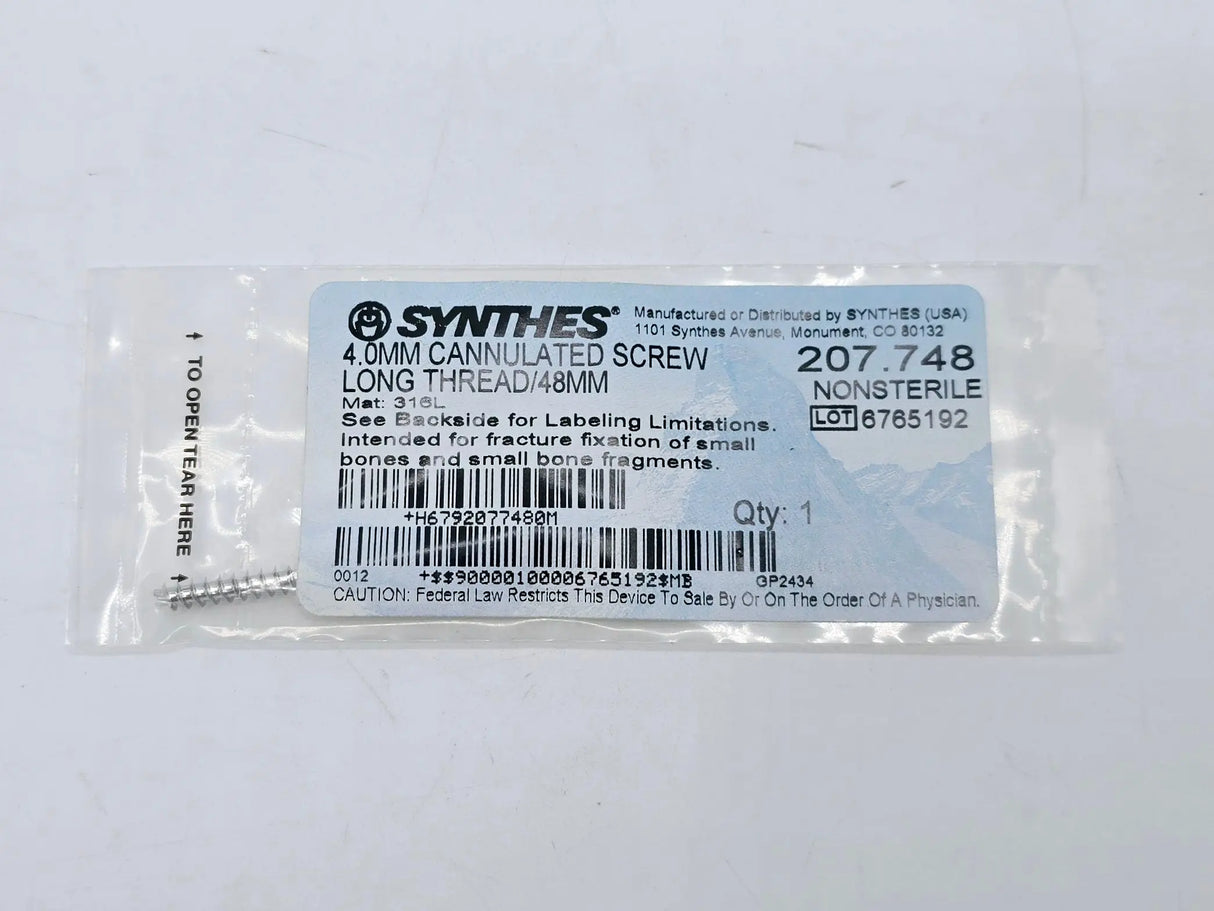 ↑ TO OPEN TEAR HERE ↑
SYNTHES®
Manufactured or Distributed by SYNTHES (USA)
1101 Synthes Avenue, Monument, CO 80132
4.0MM CANNULATED SCREW
LONG THREAD/48MM
207.748
NONSTERILE
LOT 6765192
Mat: 316L
See Backside for Labeling Limitations.
Intended for fracture fixation of small
bones and small bone fragments.
+H6792077480M
Qty: 1
0012 +$$90000100006765192$MB GP2434
CAUTION: Federal Law Restricts This Device To Sale By Or On The Order Of A Physician.